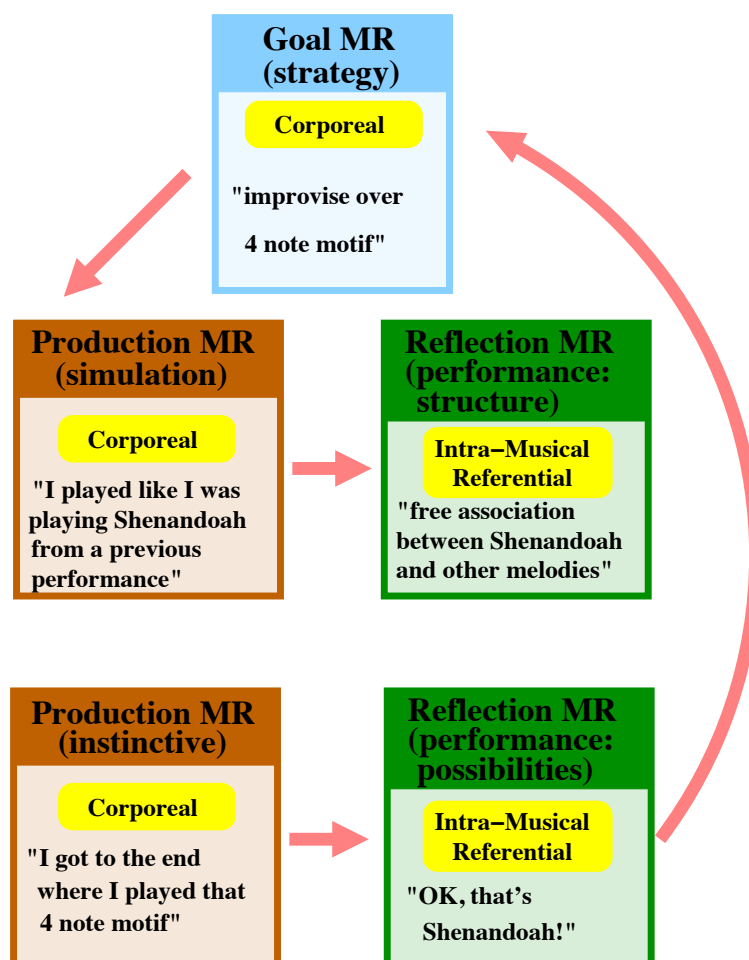 Goal MR
(strategy)
Corporeal
"improvise over
4 note motif"
Production MR
(simulation)
Corporeal
"I played like I was
playing Shenandoah
from a previous
performance"
Reflection MR
(performance:
structure)
Intra−Musical
Referential
"free association
between Shenandoah
and other melodies"
Production MR
(instinctive)
Corporeal
"I got to the end
where I played that
4 note motif"
Reflection MR
(performance:
possibilities)
Intra−Musical
Referential
"OK, that’s
Shenandoah!"